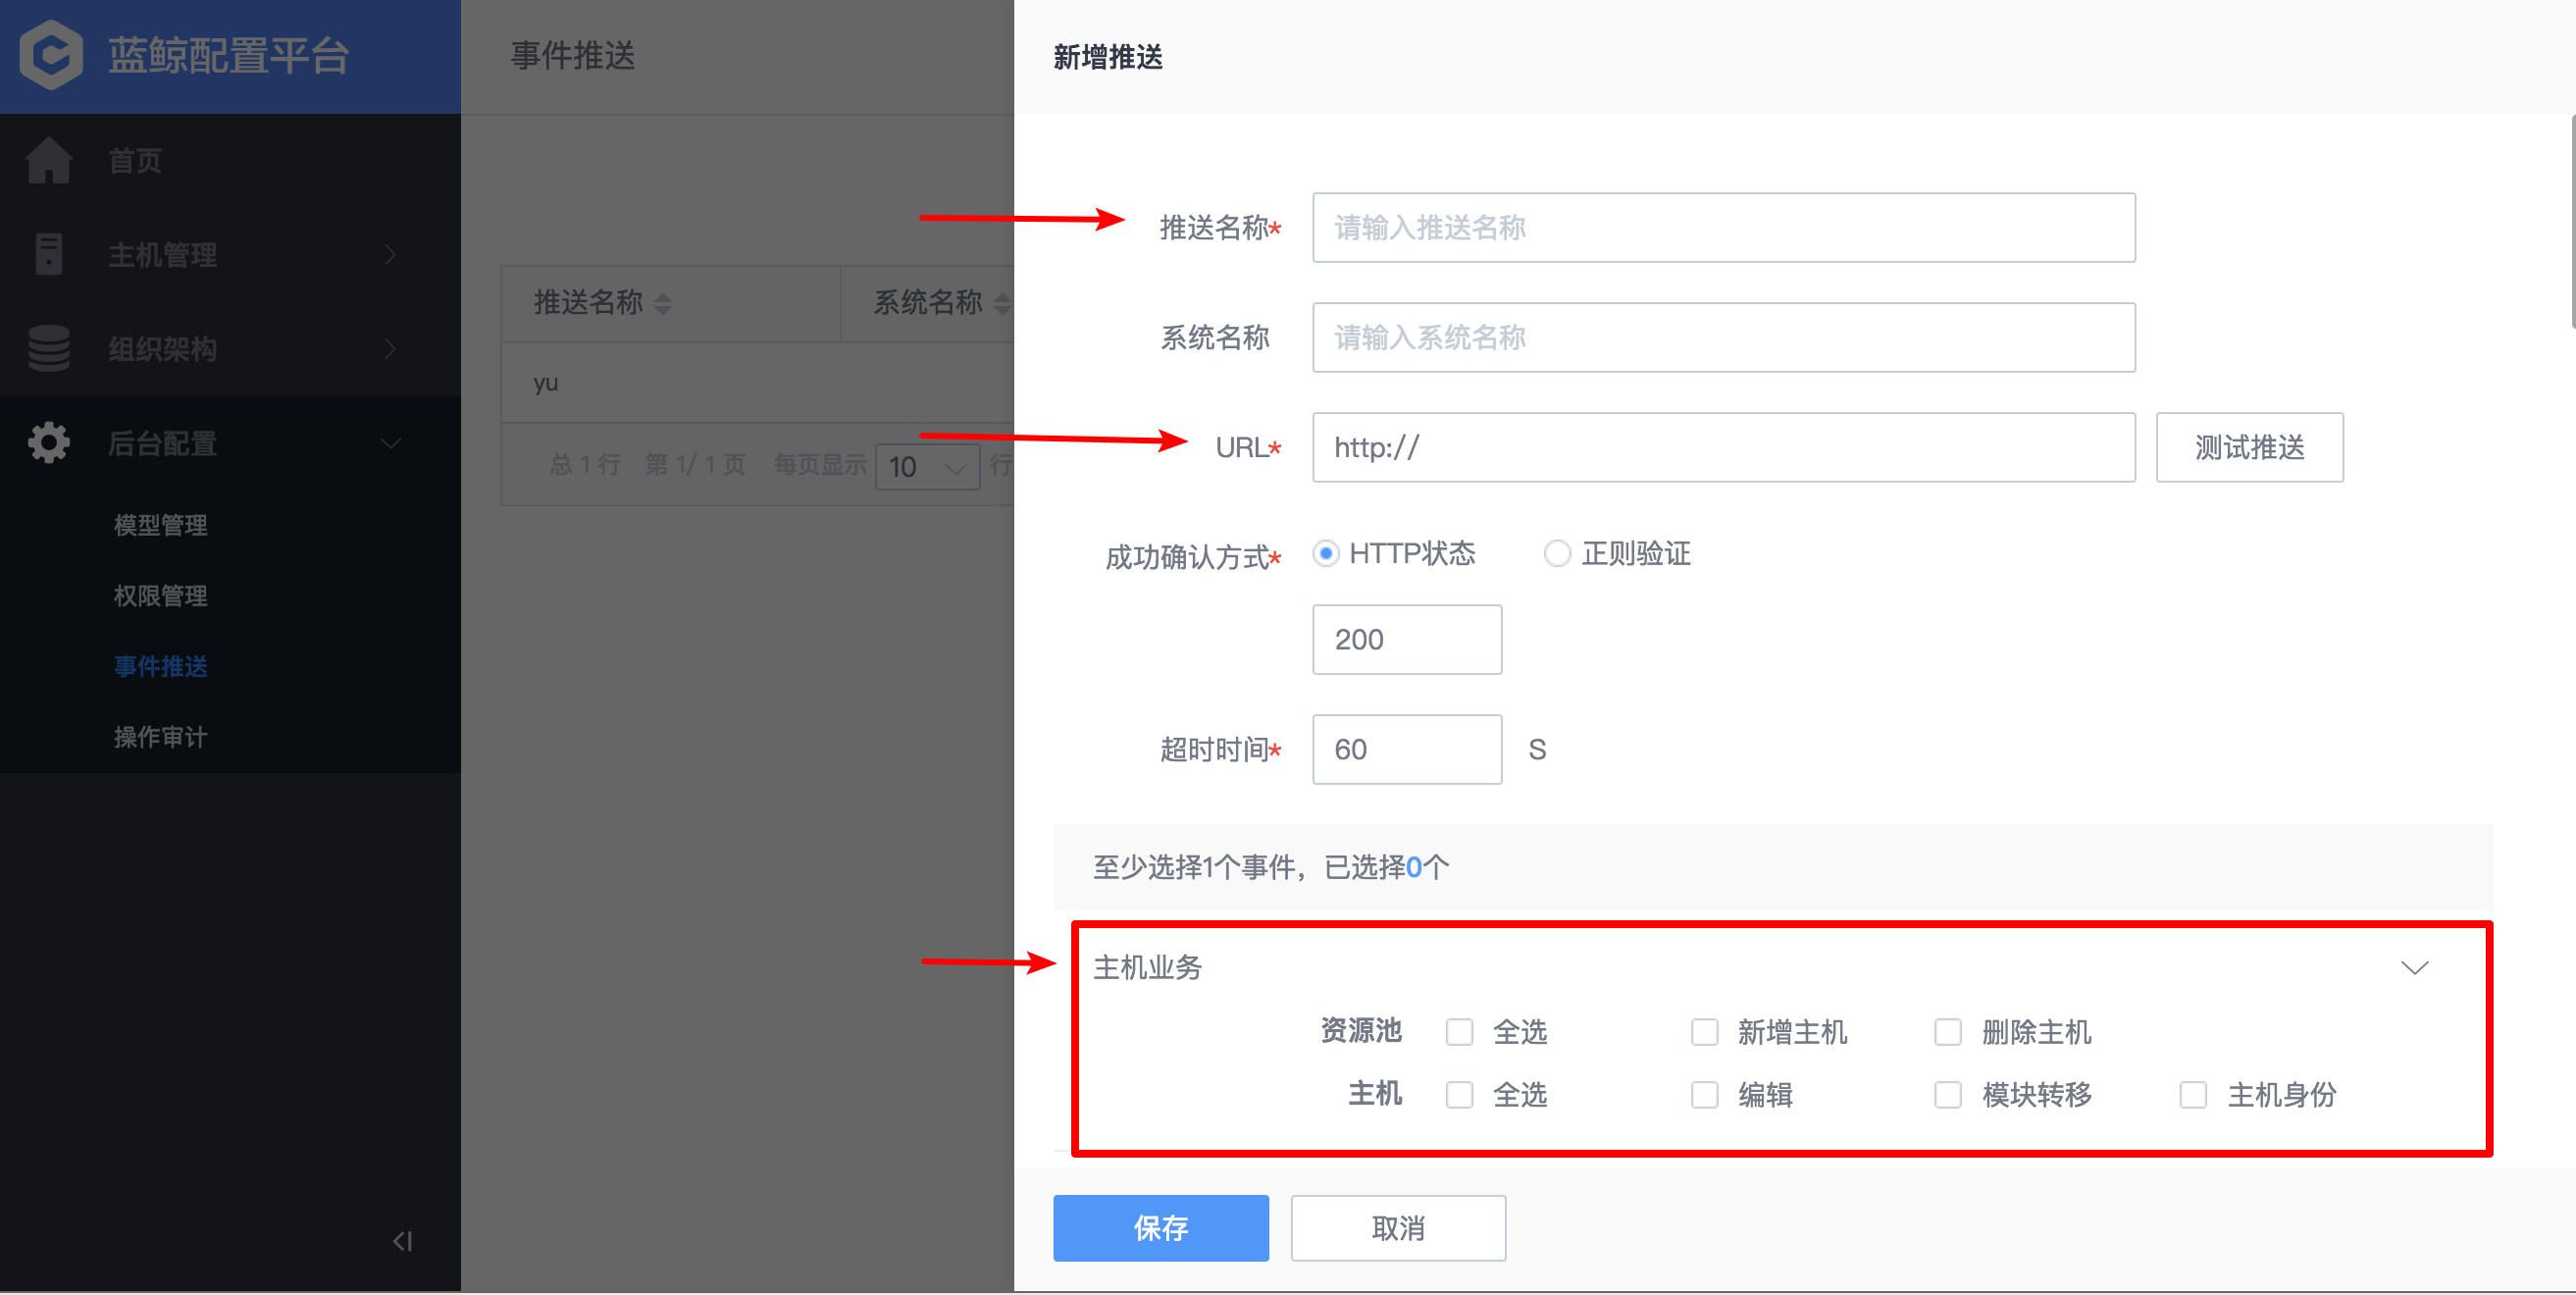 蓝鲸配置平台
首页
主机管理
组织架构
后台配置
模型管理
权限管理
事件推送
操作审计
事件推送
推送名称 系统名称
yu
总 1 行 第 1/ 1 页 每页显示 10 行
新增推送
推送名称* 请输入推送名称
系统名称 请输入系统名称
URL* http:// 测试推送
成功确认方式* HTTP状态 正则验证
200
超时时间* 60 S
至少选择1个事件，已选择0个
主机业务
资源池 全选 新增主机 删除主机
主机 全选 编辑 模块转移 主机身份
保存 取消